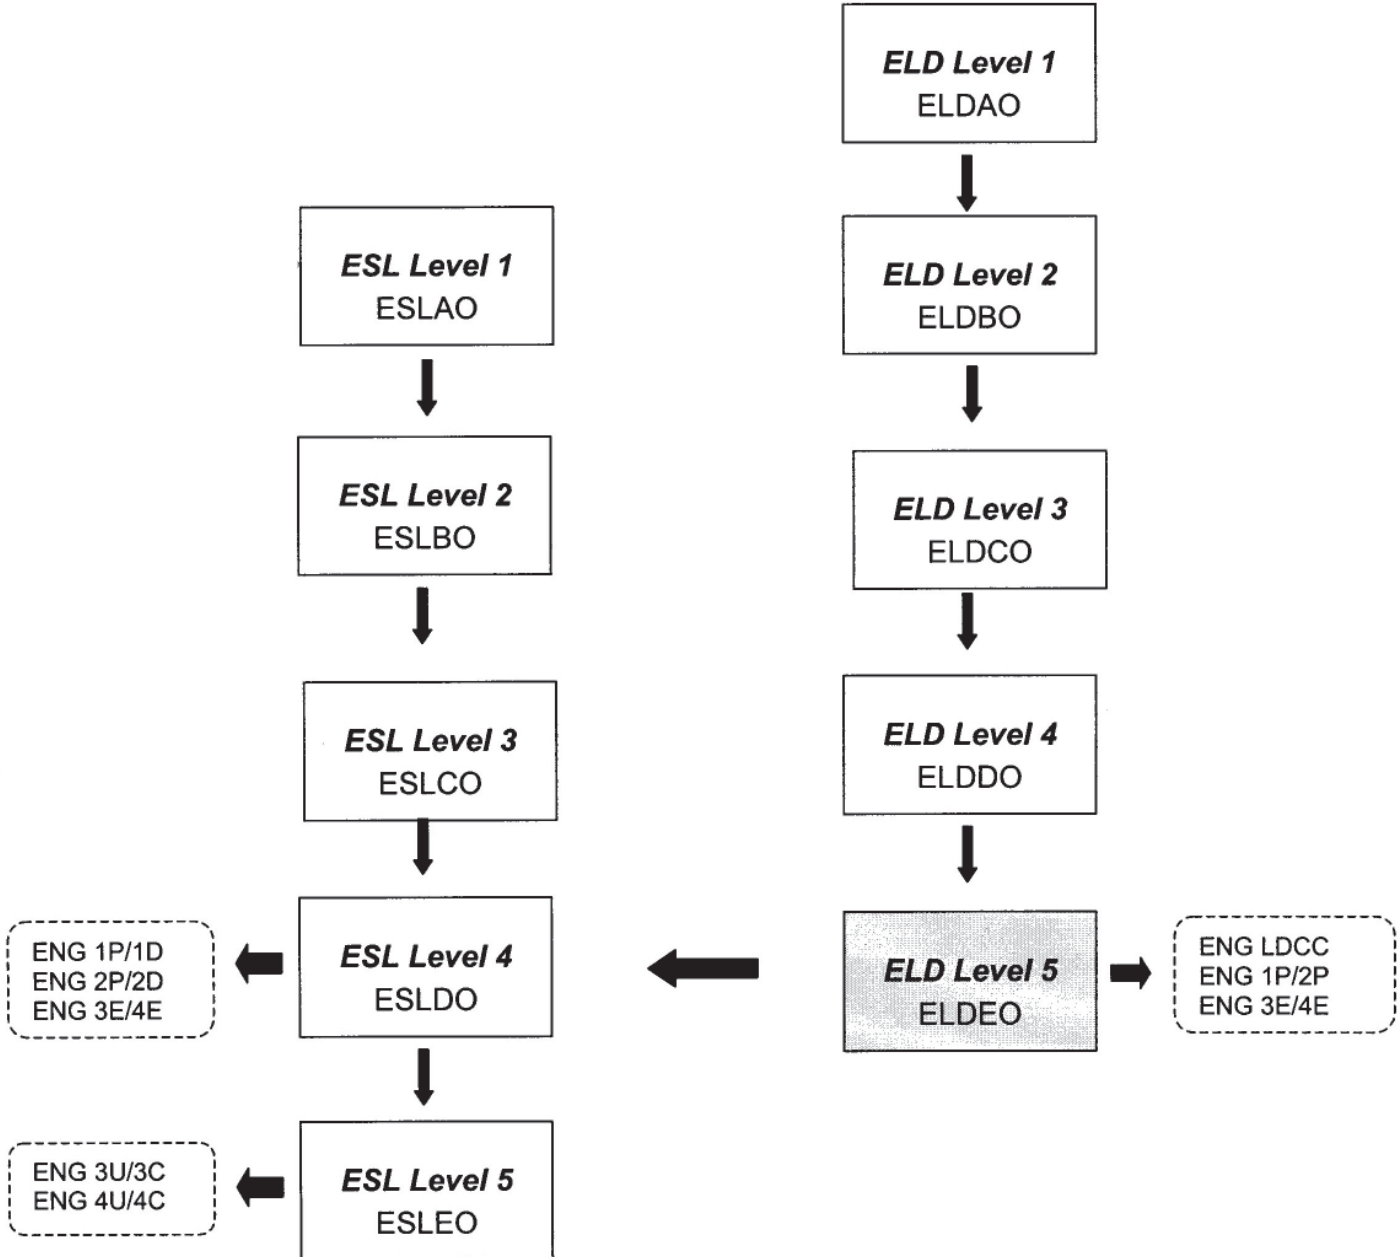 ELD Level 1
ELDAO
ESL Level 1
ESLAO
ELD Level 2
ELDBO
ESL Level 2
ESLBO
ELD Level 3
ELDCO
ESL Level 3
ESLCO
ELD Level 4
ELDDO
ENG 1P/1D
ENG 2P/2D
ENG 3E/4E
ESL Level 4
ESLDO
ELD Level 5
ELDEO
ENG LDCC
ENG 1P/2P
ENG 3E/4E
ENG 3U/3C
ENG 4U/4C
ESL Level 5
ESLEO